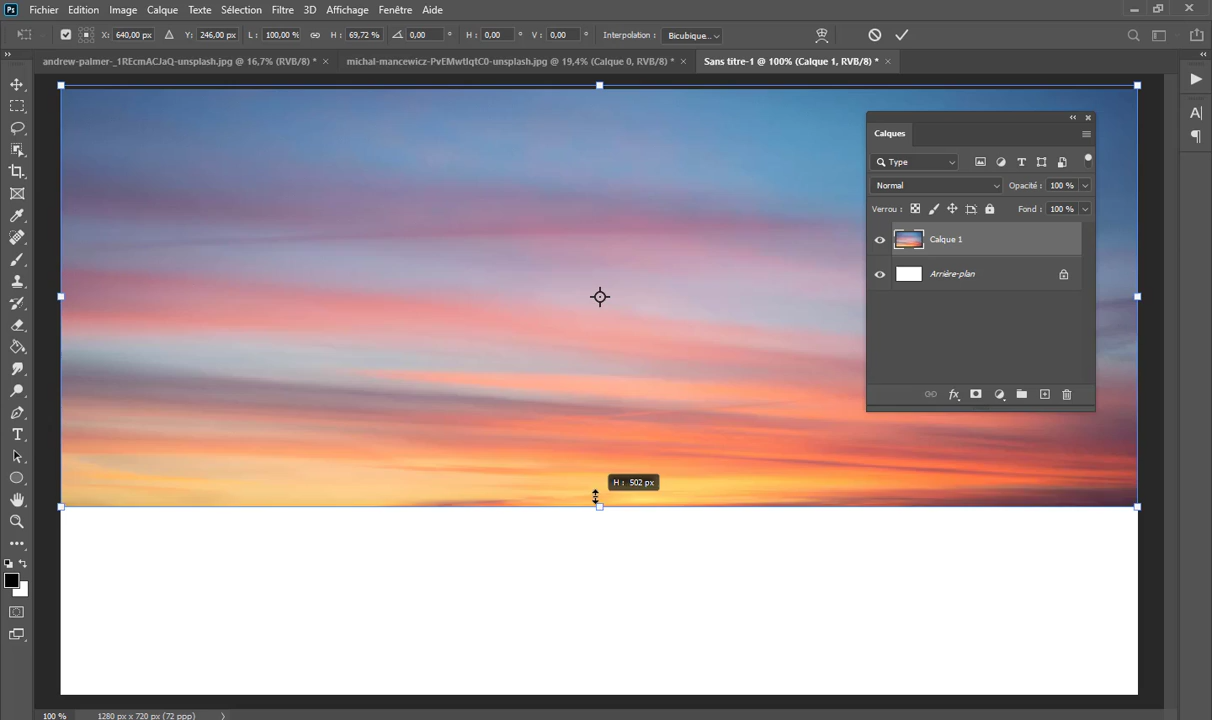 Ps Fichier Edition Image Calque Texte Sélection Filtre 3D Affichage Fenêtre Aide
X: 640,00 px Y: 246,00 px L: 100,00 % H: 69,72 % 0,00 ° H: 0,00 ° V: 0,00 ° Interpolation : Bicubique...
andrew-palmer-_1REcmACJaQ-unsplash.jpg @ 16,7% (RVB/8) * × michal-mancewicz-PvEMwtIqtC0-unsplash.jpg @ 19,4% (Calque 0, RVB/8) * × Sans titre-1 @ 100% (Calque 1, RVB/8) * ×
Calques
Type
Normal Opacité : 100 %
Verrou : Fond : 100 %
Calque 1
Arrière-plan
fx
H : 502 px
100 % 1280 px x 720 px (72 ppp)